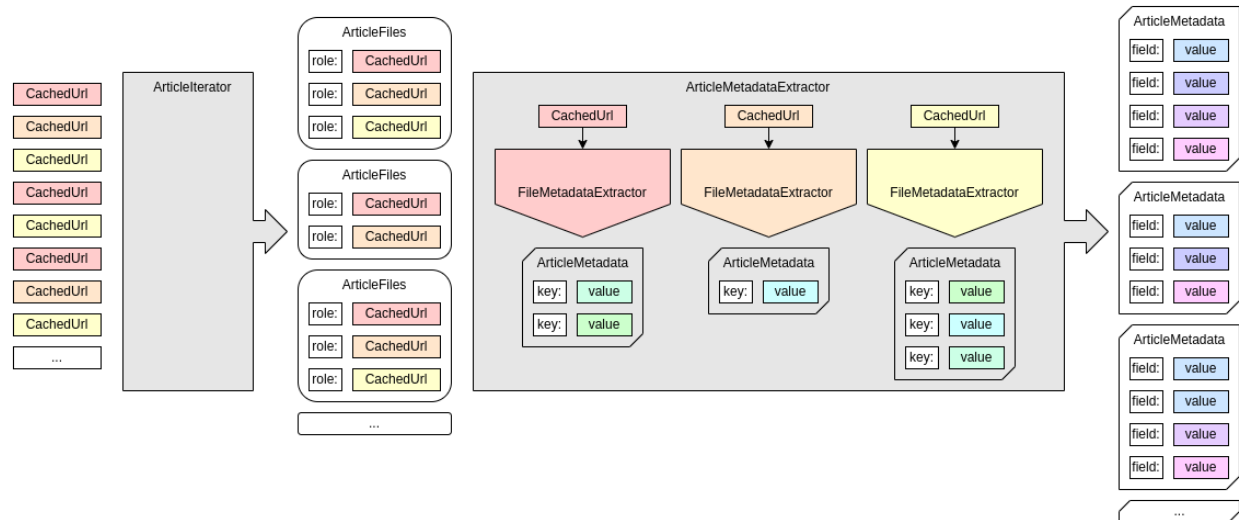 CachedUrl
CachedUrl
CachedUrl
CachedUrl
CachedUrl
CachedUrl
CachedUrl
CachedUrl
...
ArticleIterator
ArticleFiles
role: CachedUrl
role: CachedUrl
role: CachedUrl
ArticleFiles
role: CachedUrl
role: CachedUrl
ArticleFiles
role: CachedUrl
role: CachedUrl
role: CachedUrl
...
ArticleMetadataExtractor
CachedUrl
FileMetadataExtractor
ArticleMetadata
key: value
key: value
CachedUrl
FileMetadataExtractor
ArticleMetadata
key: value
CachedUrl
FileMetadataExtractor
ArticleMetadata
key: value
key: value
key: value
ArticleMetadata
field: value
field: value
field: value
field: value
ArticleMetadata
field: value
field: value
field: value
ArticleMetadata
field: value
field: value
field: value
field: value
...